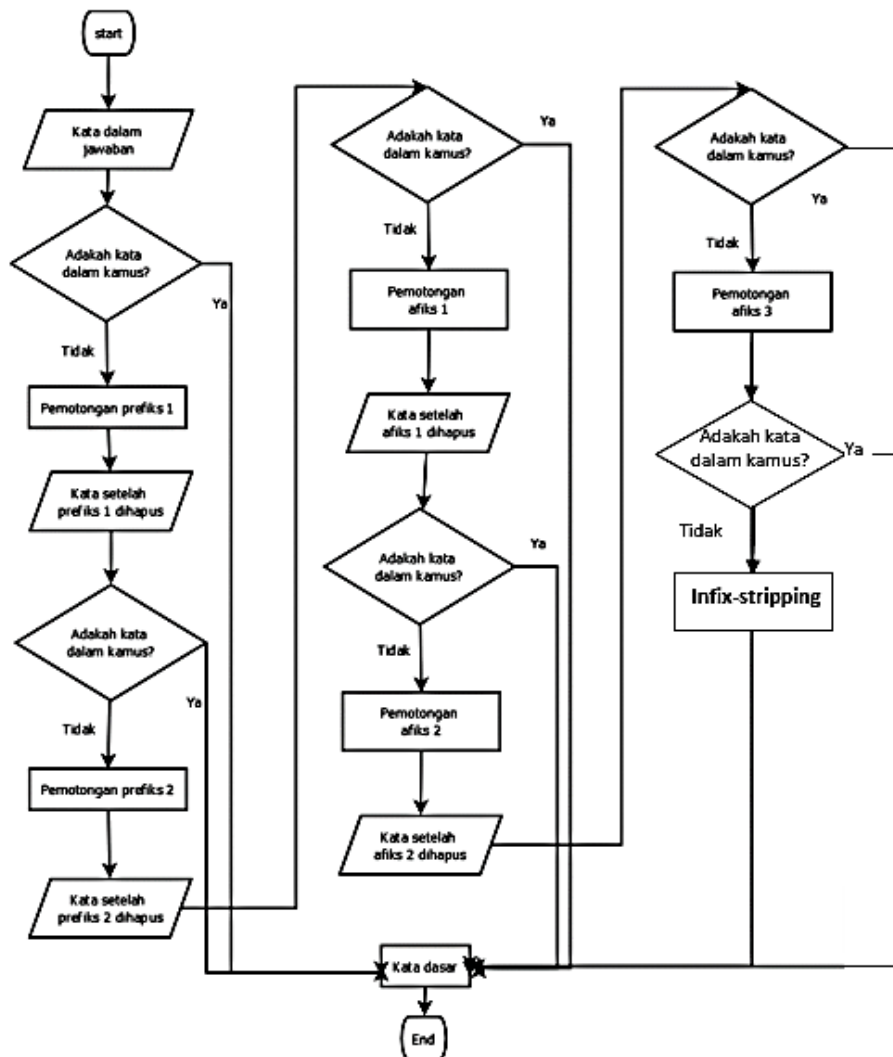 start
Kata dalam
jawaban
Adakah kata
dalam kamus?
Ya
Tidak
Pemotongan prefiks 1
Kata setelah
prefiks 1 dihapus
Adakah kata
dalam kamus?
Ya
Tidak
Pemotongan prefiks 2
Kata setelah
prefiks 2 dihapus
Adakah kata
dalam kamus?
Ya
Tidak
Pemotongan
afiks 1
Kata setelah
afiks 1 dihapus
Adakah kata
dalam kamus?
Ya
Tidak
Pemotongan
afiks 2
Kata setelah
afiks 2 dihapus
Adakah kata
dalam kamus?
Ya
Tidak
Pemotongan
afiks 3
Adakah kata
dalam kamus?
Ya
Tidak
Infix-stripping
Kata dasar
End